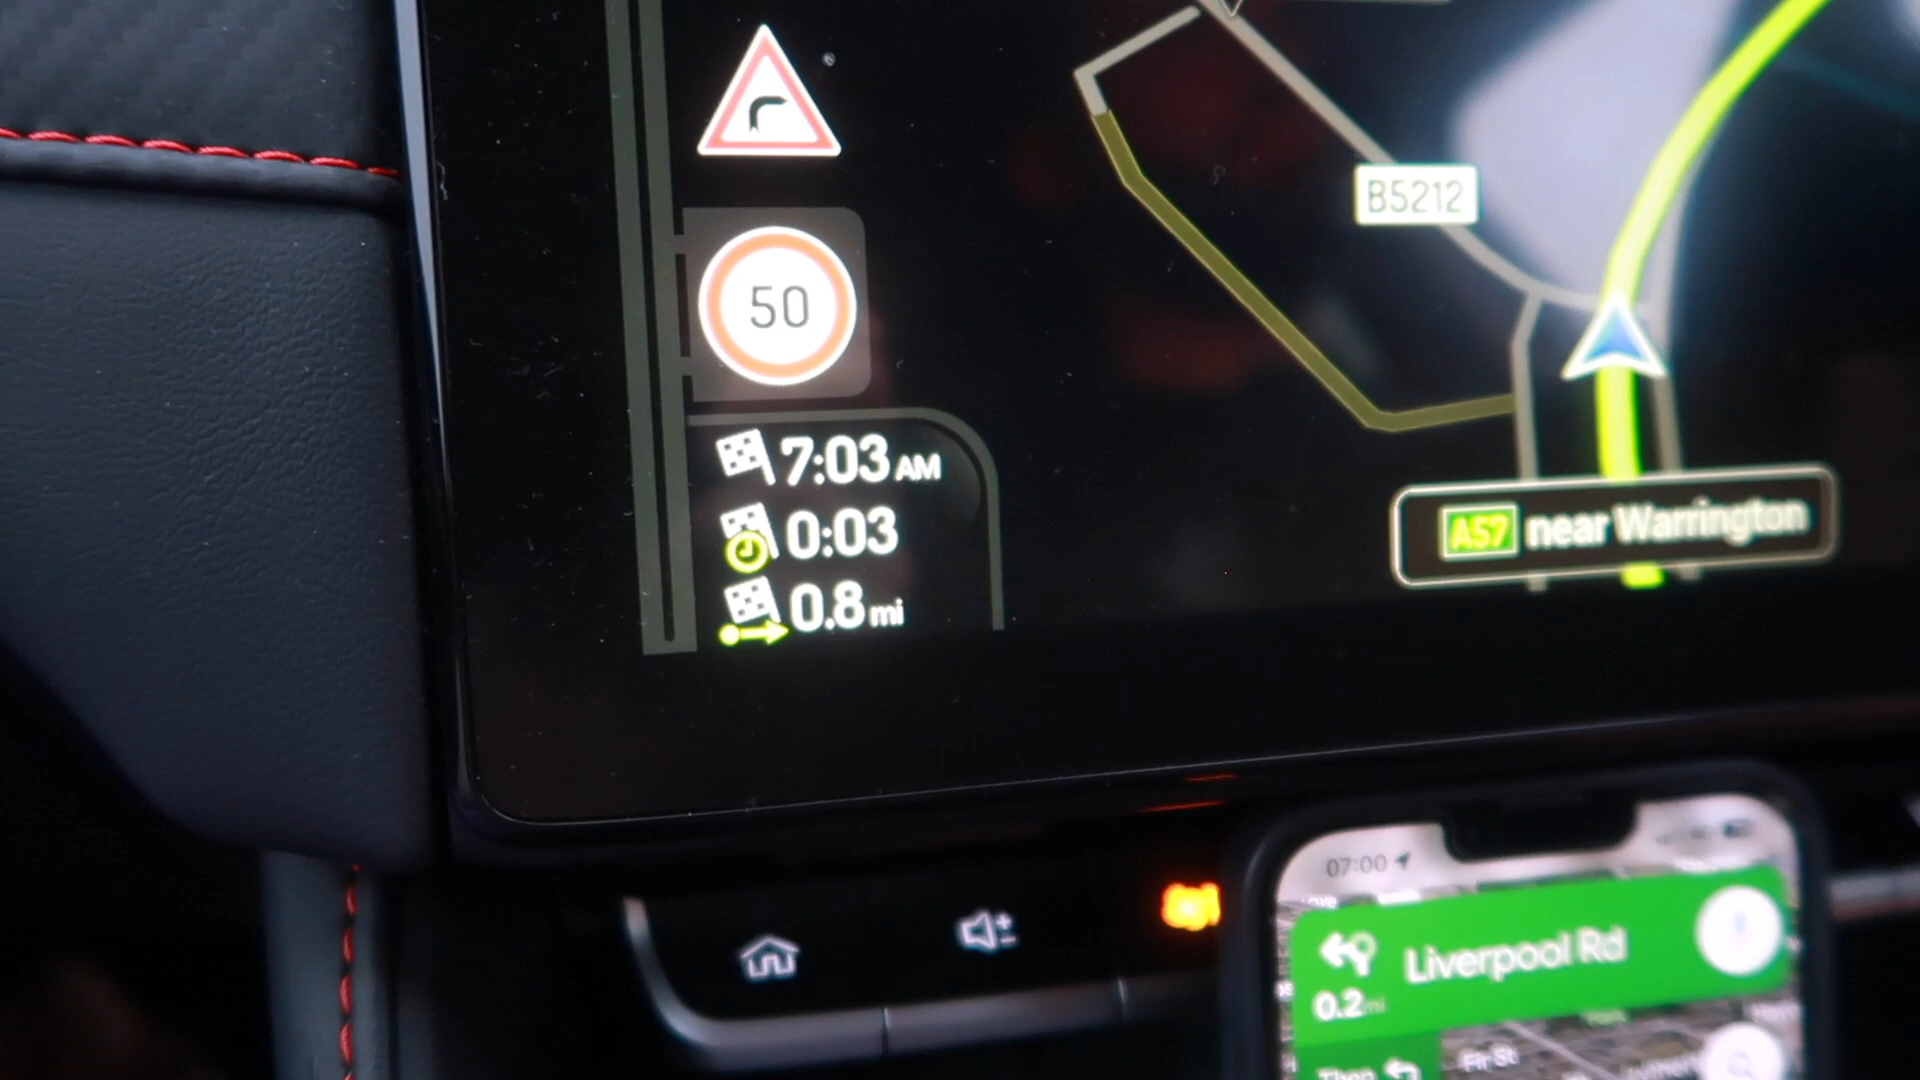 B5212
50
7:03 AM
0:03
0.8 mi
A57 near Warrington
07:00
Liverpool Rd
0.2 mi
Then
Fir St